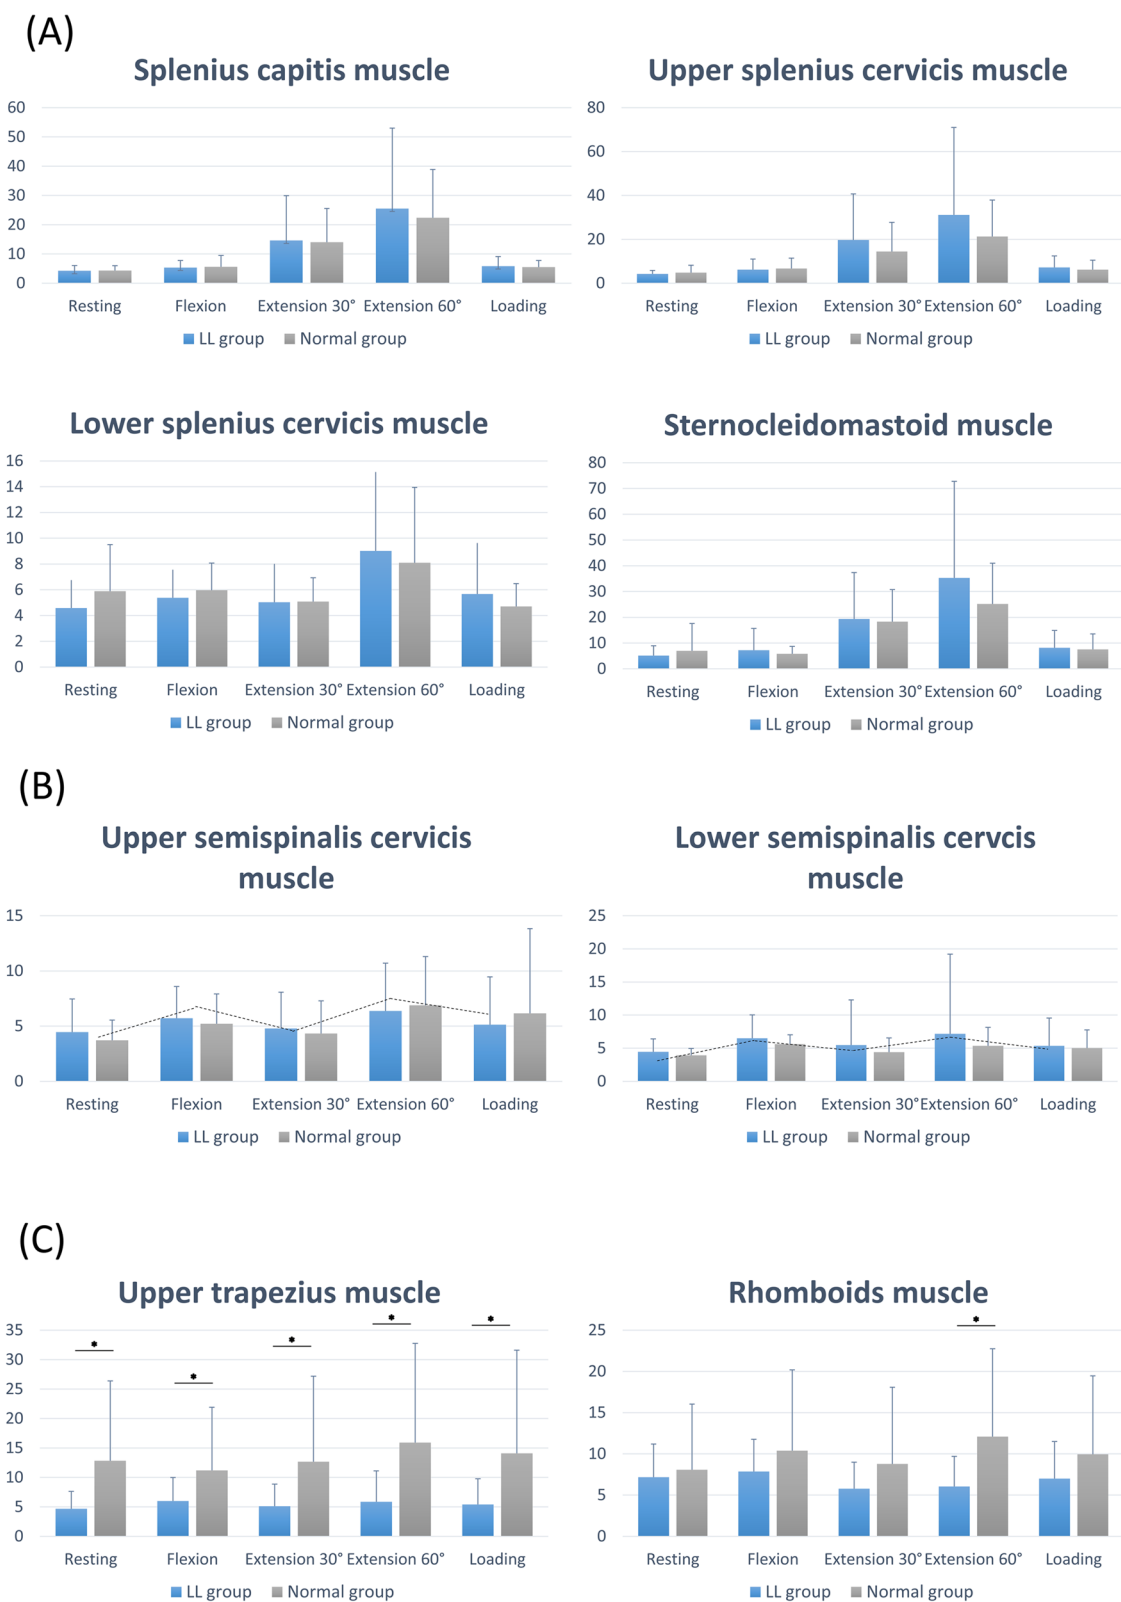 (A)
Splenius capitis muscle
60
50
40
30
20
10
0
Resting Flexion Extension 30° Extension 60° Loading
LL group Normal group
Upper splenius cervicis muscle
80
60
40
20
0
Resting Flexion Extension 30° Extension 60° Loading
LL group Normal group
Lower splenius cervicis muscle
16
14
12
10
8
6
4
2
0
Resting Flexion Extension 30° Extension 60° Loading
LL group Normal group
Sternocleidomastoid muscle
80
70
60
50
40
30
20
10
0
Resting Flexion Extension 30° Extension 60° Loading
LL group Normal group
(B)
Upper semispinalis cervicis
muscle
15
10
5
0
Resting Flexion Extension 30° Extension 60° Loading
LL group Normal group
Lower semispinalis cervcis
muscle
25
20
15
10
5
0
Resting Flexion Extension 30° Extension 60° Loading
LL group Normal group
(C)
Upper trapezius muscle
35
30
25
20
15
10
5
0
* * * * *
Resting Flexion Extension 30° Extension 60° Loading
LL group Normal group
Rhomboids muscle
25
20
15
10
5
0
*
Resting Flexion Extension 30° Extension 60° Loading
LL group Normal group